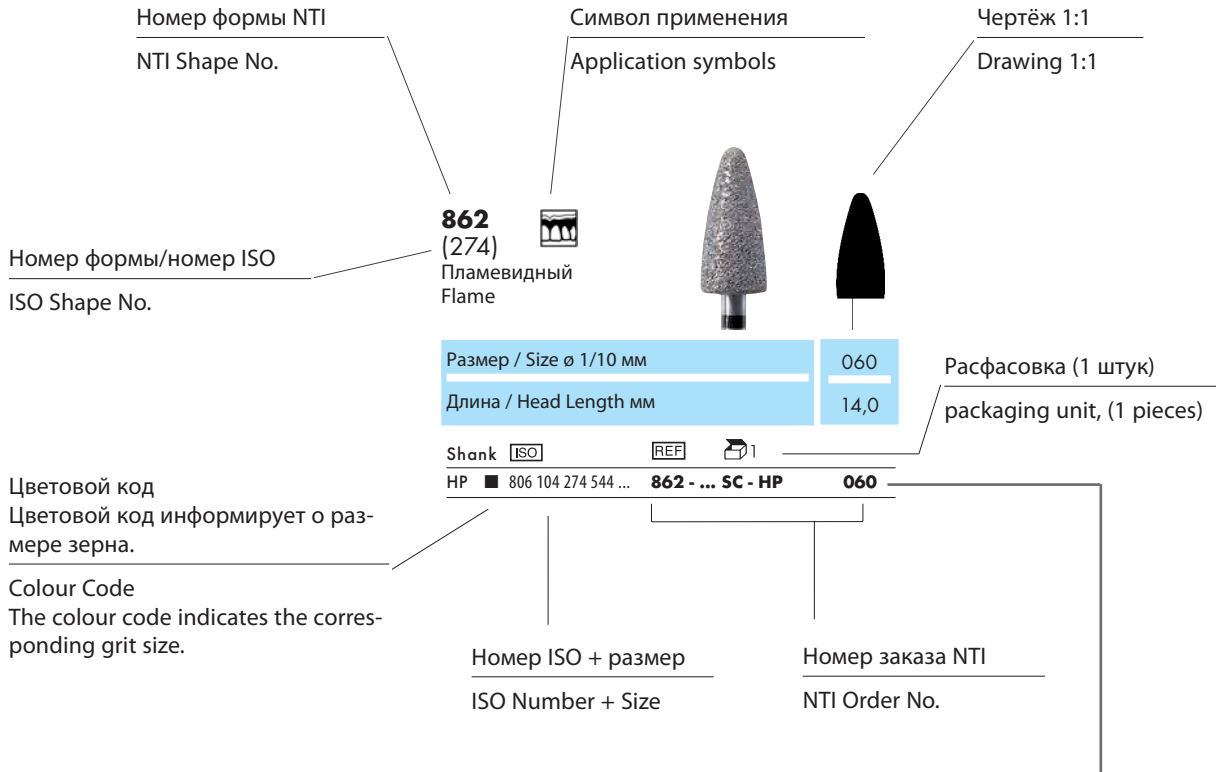 Номер формы NTI
NTI Shape No.
Символ применения
Application symbols
Чертёж 1:1
Drawing 1:1
862
(274)
Пламевидный
Flame
Номер формы/номер ISO
ISO Shape No.
Размер / Size ø 1/10 мм 060
Длина / Head Length мм 14,0
Расфасовка (1 штук)
packaging unit, (1 pieces)
Shank ISO REF 1
HP 806 104 274 544 ... 862 - ... SC - HP 060
Цветовой код
Цветовой код информирует о раз-
мере зерна.
Colour Code
The colour code indicates the corres-
ponding grit size.
Номер ISO + размер
ISO Number + Size
Номер заказа NTI
NTI Order No.